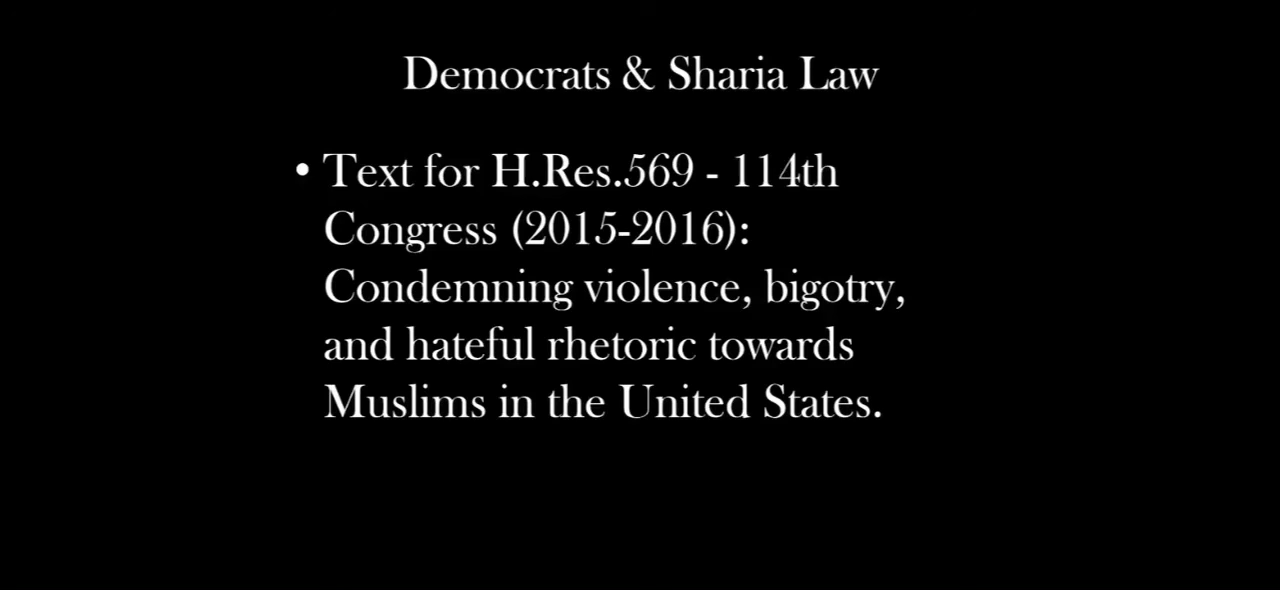 Democrats & Sharia Law
• Text for H.Res.569 - 114th
Congress (2015-2016):
Condemning violence, bigotry,
and hateful rhetoric towards
Muslims in the United States.